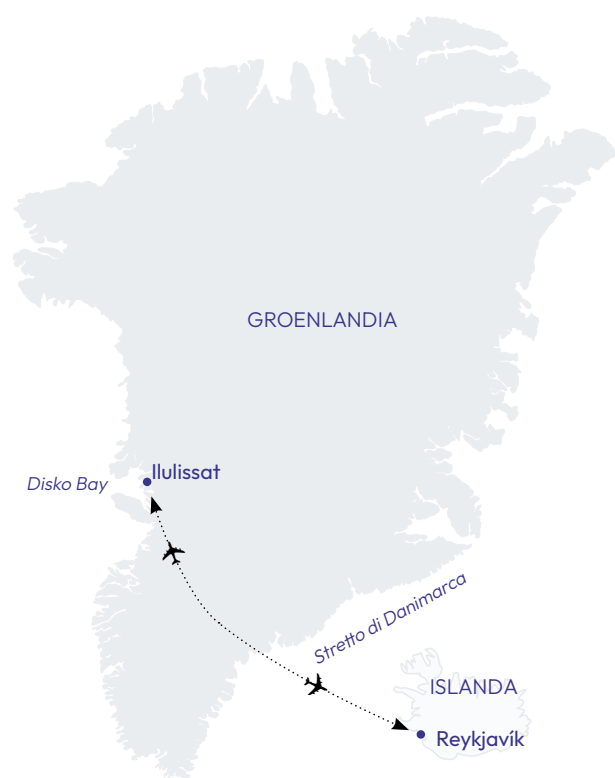 GROENLANDIA
Ilulissat
Disko Bay
Stretto di Danimarca
ISLANDA
Reykjavík